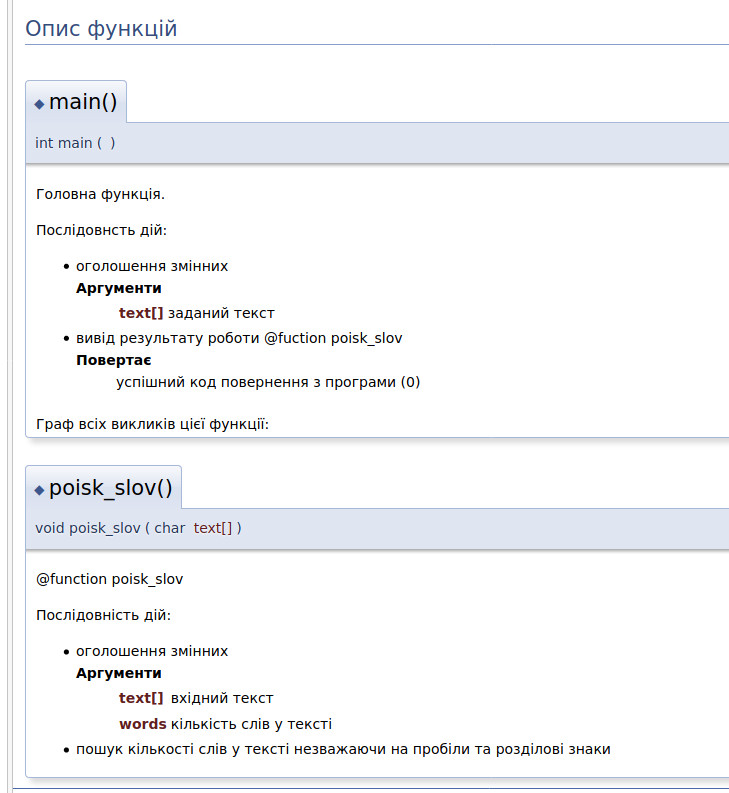 Опис функцій
◆ main()
int main ( )
Головна функція.
Послідовнсть дій:
• оголошення змінних
Аргументи
text[] заданий текст
• вивід результату роботи @fuction poisk_slov
Повертає
успішний код повернення з програми (0)
Граф всіх викликів цієї функції:
◆ poisk_slov()
void poisk_slov ( char text[] )
@function poisk_slov
Послідовність дій:
• оголошення змінних
Аргументи
text[] вхідний текст
words кількість слів у тексті
• пошук кількості слів у тексті незважаючи на пробіли та розділові знаки